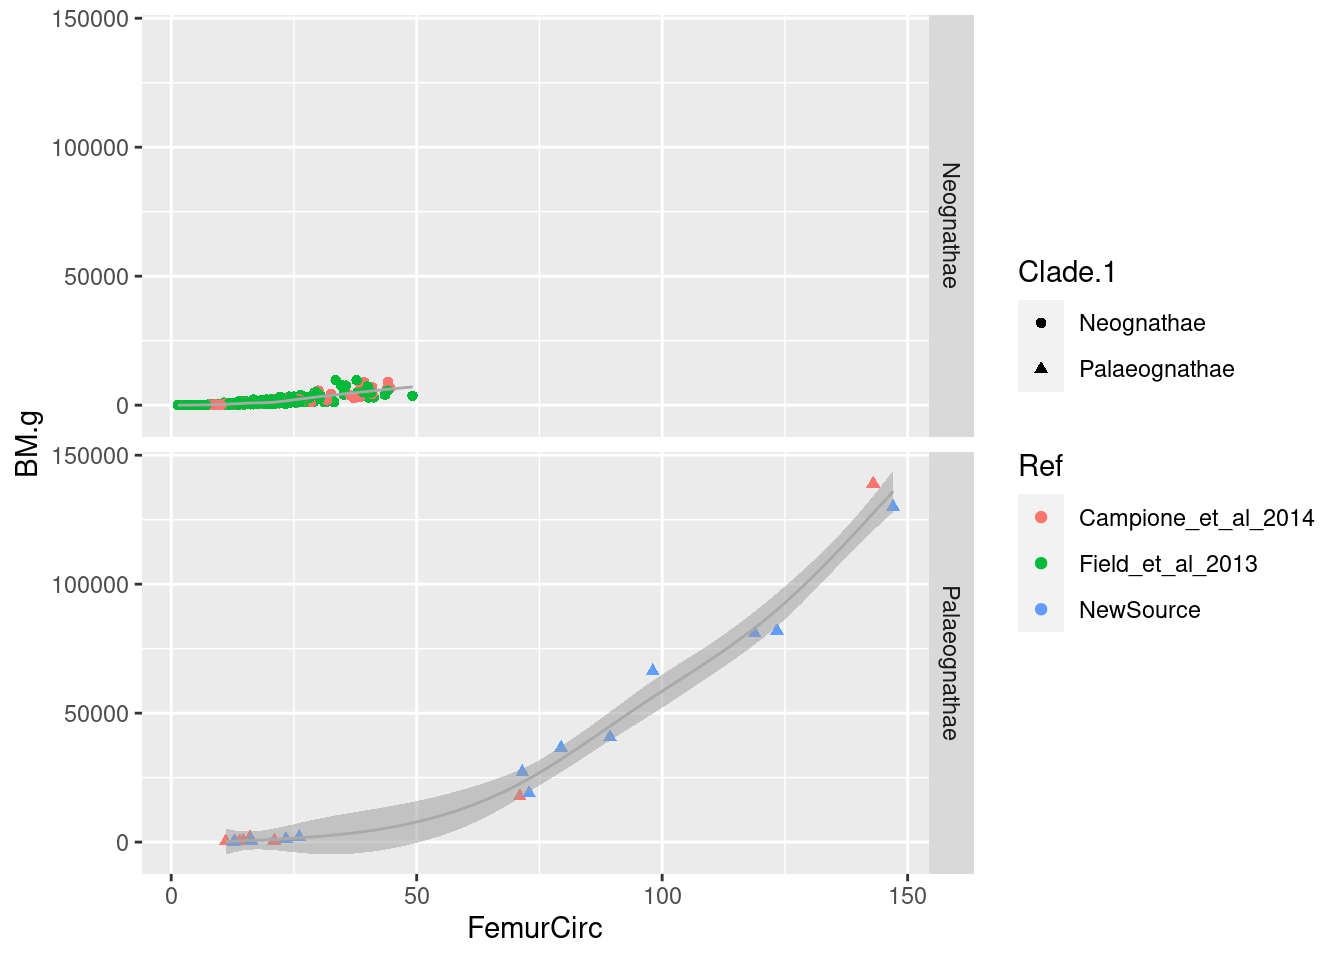 150000
100000
50000
0
Neognathae
150000
100000
50000
0
Palaeognathae
0
50
100
150
FemurCirc
BM.g
Clade.1
Neognathae
Palaeognathae
Ref
Campione_et_al_2014
Field_et_al_2013
NewSource